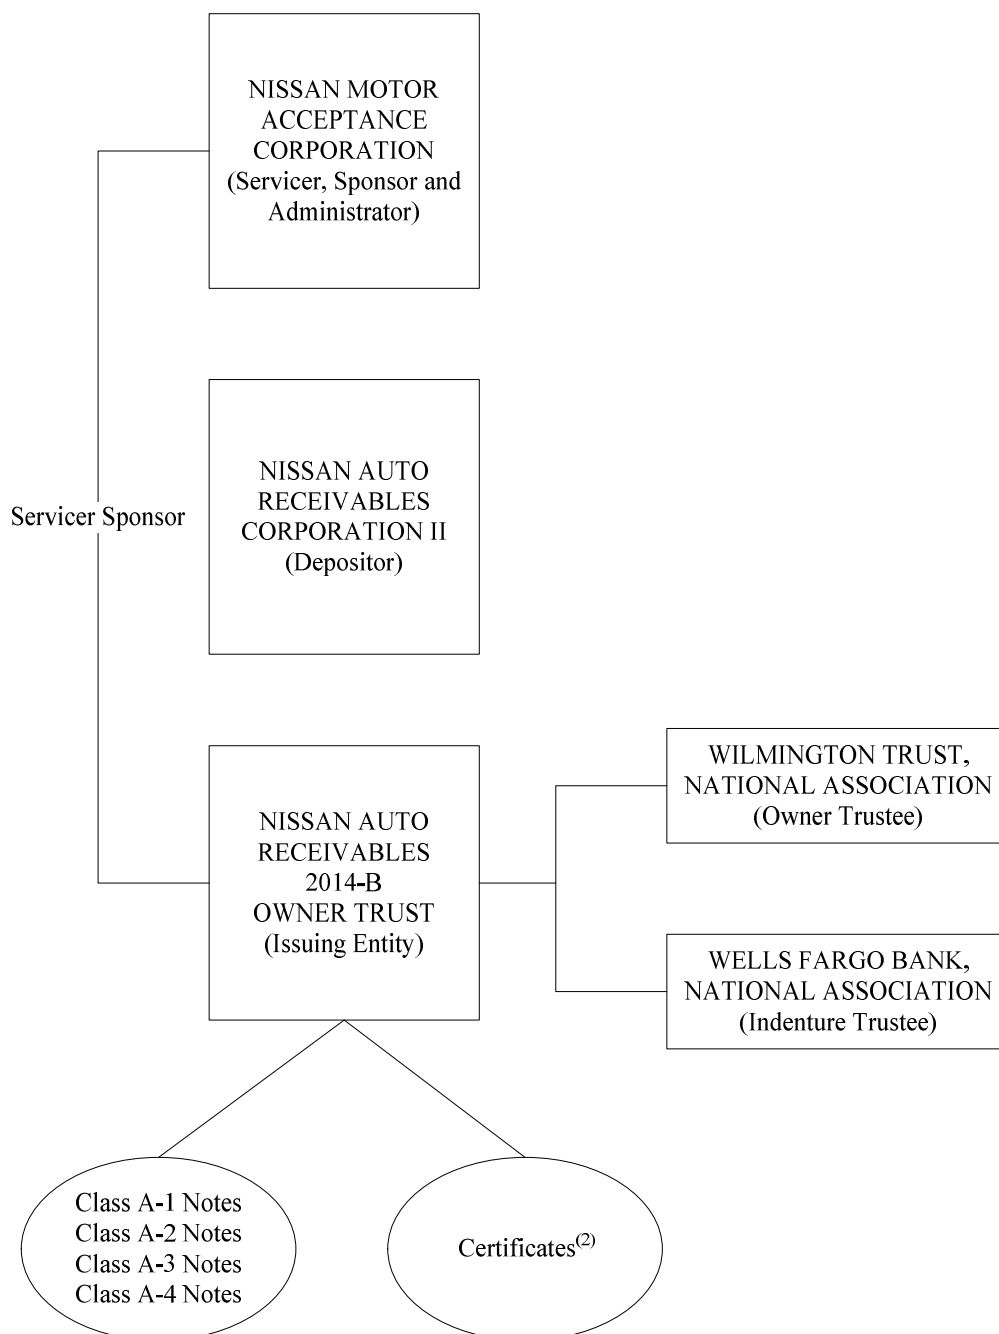 NISSAN MOTOR
ACCEPTANCE
CORPORATION
(Servicer, Sponsor and
Administrator)
NISSAN AUTO
RECEIVABLES
CORPORATION II
(Depositor)
Servicer Sponsor
NISSAN AUTO
RECEIVABLES
2014-B
OWNER TRUST
(Issuing Entity)
WILMINGTON TRUST,
NATIONAL ASSOCIATION
(Owner Trustee)
WELLS FARGO BANK,
NATIONAL ASSOCIATION
(Indenture Trustee)
Class A-1 Notes
Class A-2 Notes
Class A-3 Notes
Class A-4 Notes
Certificates⁽²⁾